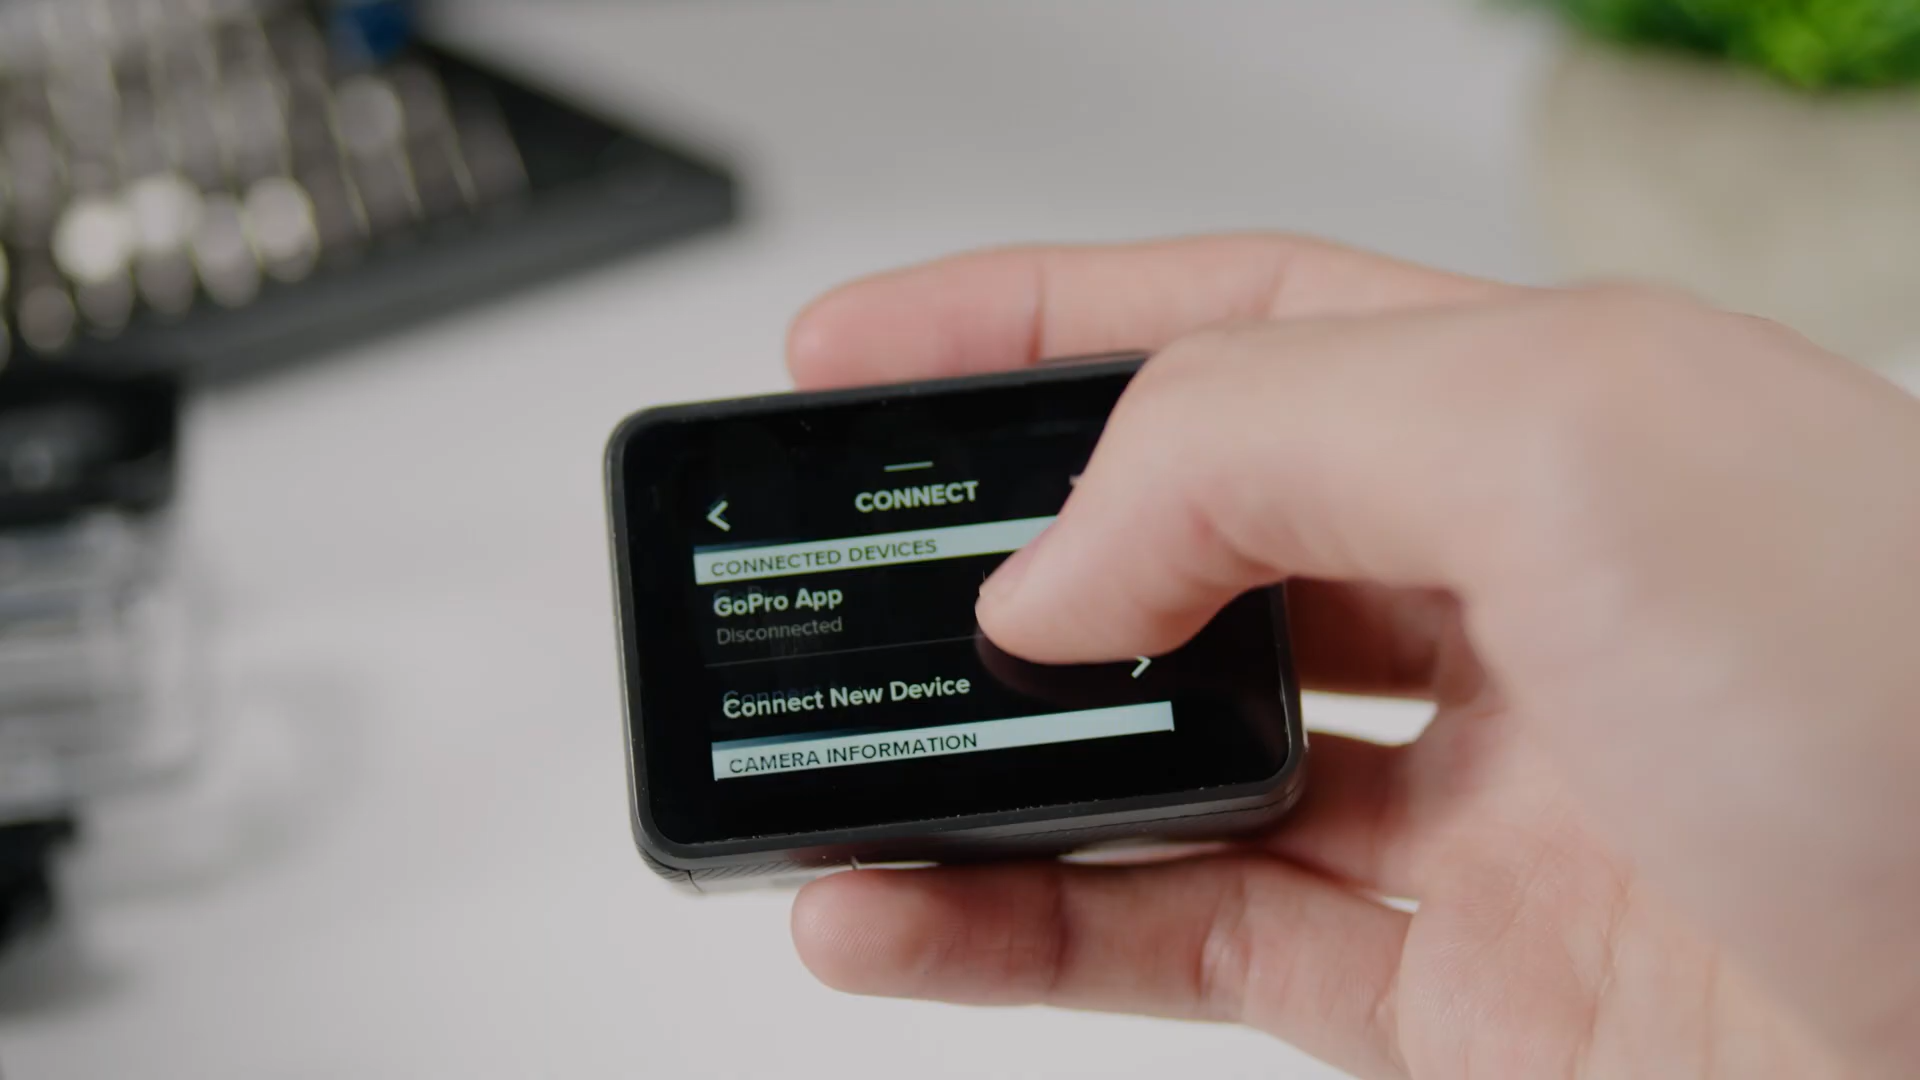 CONNECT
CONNECTED DEVICES
GoPro App
Disconnected
Connect New Device
CAMERA INFORMATION